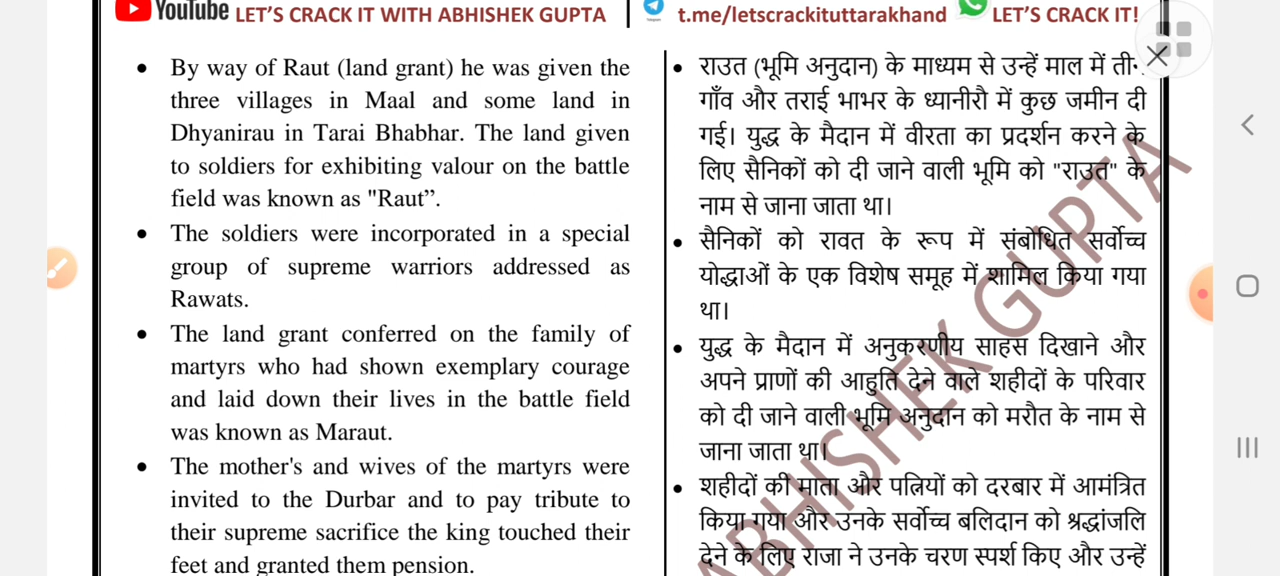 YouTube LET'S CRACK IT WITH ABHISHEK GUPTA
t.me/letscrackituttarakhand LET'S CRACK IT!
• By way of Raut (land grant) he was given the
three villages in Maal and some land in
Dhyanirau in Tarai Bhabhar. The land given
to soldiers for exhibiting valour on the battle
field was known as "Raut”.
• The soldiers were incorporated in a special
group of supreme warriors addressed as
Rawats.
• The land grant conferred on the family of
martyrs who had shown exemplary courage
and laid down their lives in the battle field
was known as Maraut.
• The mother's and wives of the martyrs were
invited to the Durbar and to pay tribute to
their supreme sacrifice the king touched their
feet and granted them pension.
• राउत (भूमि अनुदान) के माध्यम से उन्हें माल में
गाँव और तराई भाभर के ध्यानीरौ में कुछ जमीन दी
गई। युद्ध के मैदान में वीरता का प्रदर्शन करने के
लिए सैनिकों को दी जाने वाली भूमि को "राउत" के
नाम से जाना जाता था।
• सैनिकों को रावत के रूप में संबोधित सर्वोच्च
योद्धाओं के एक विशेष समूह में शामिल किया गया
था।
• युद्ध के मैदान में अनुकरणीय साहस दिखाने और
अपने प्राणों की आहुति देने वाले शहीदों के परिवार
को दी जाने वाली भूमि अनुदान को मरौत के नाम से
जाना जाता था।
• शहीदों की माता और पत्नियों को दरबार में आमंत्रित
किया गया और उनके सर्वोच्च बलिदान को श्रद्धांजलि
देने के लिए राजा ने उनके चरण स्पर्श किए और उन्हें
ABHISHEK GUPTA